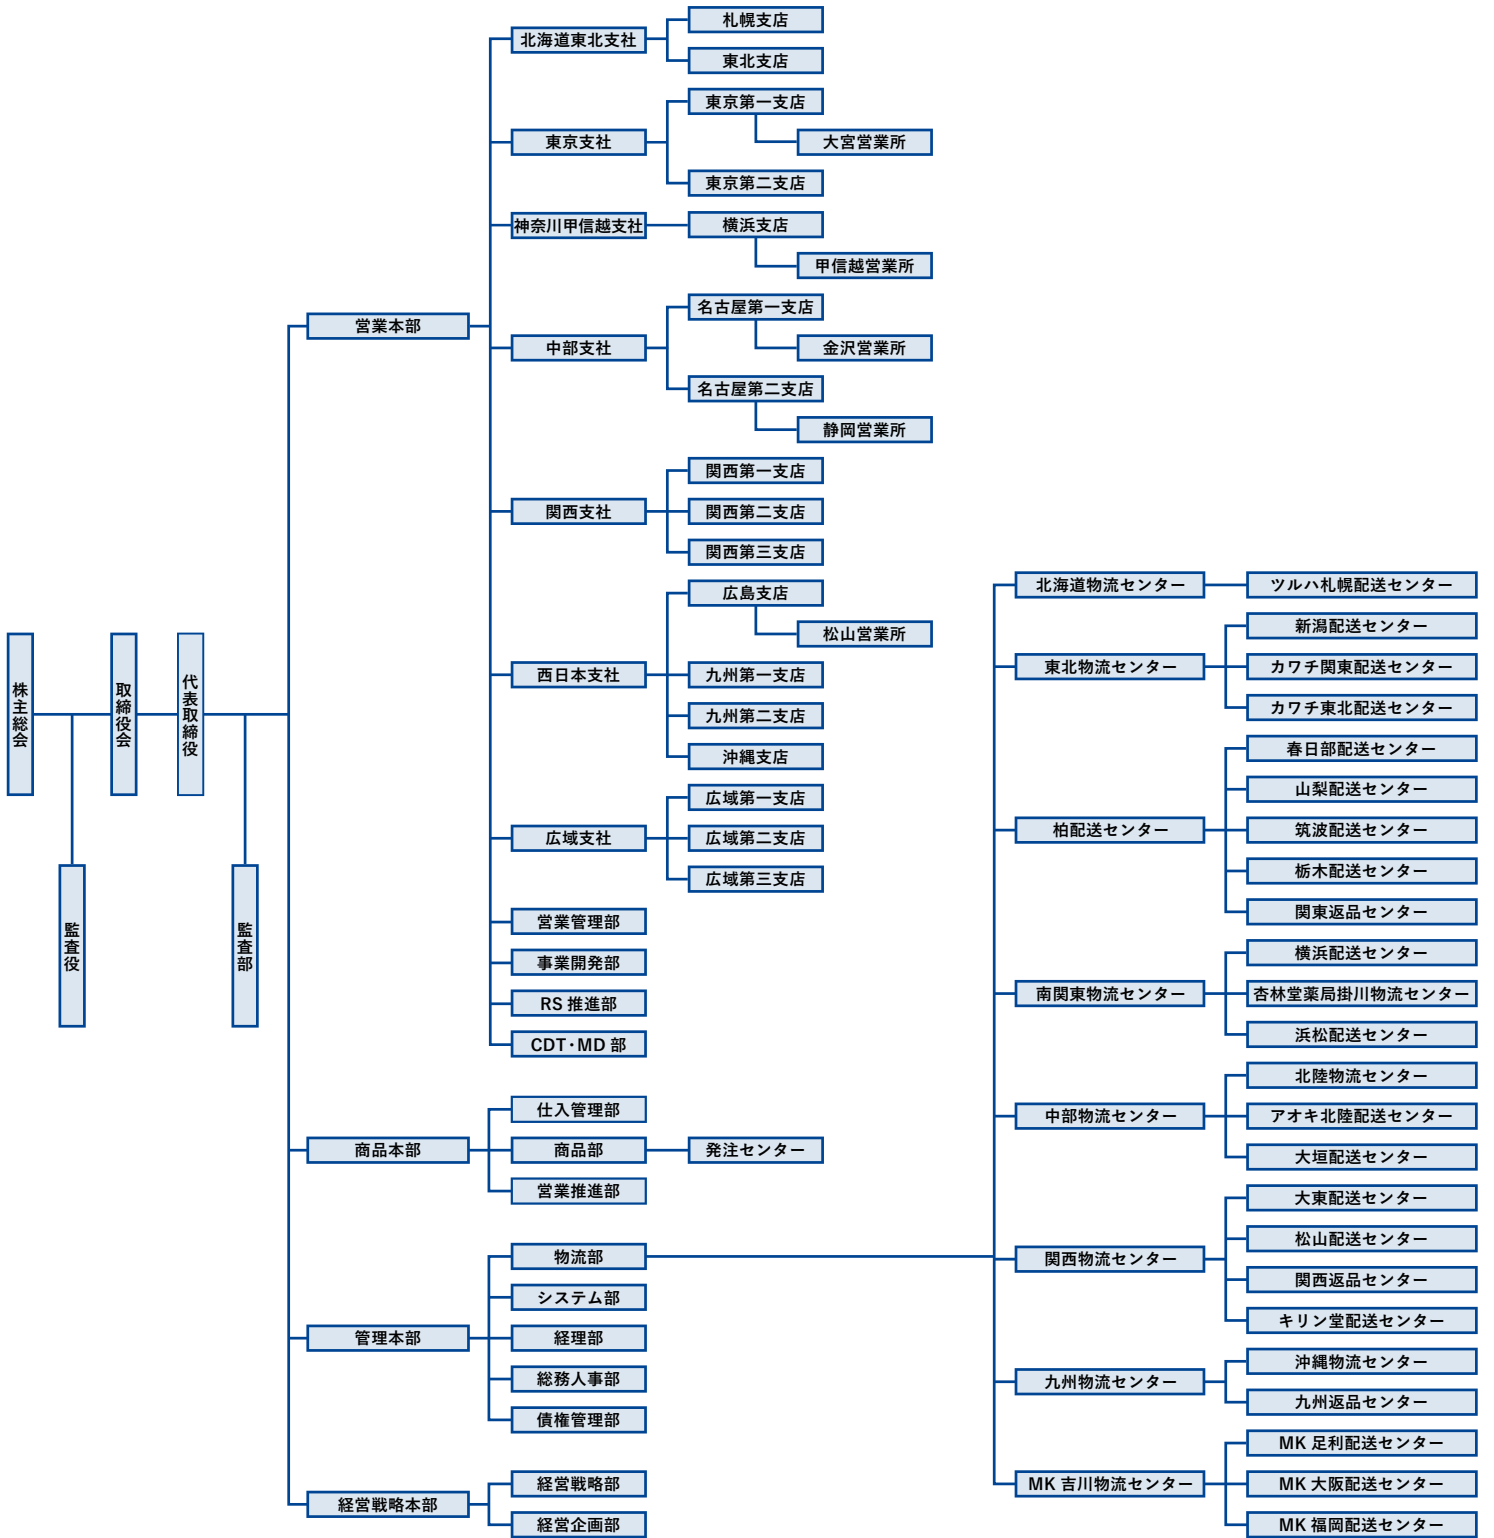 株主総会
監査役
取締役会
代表取締役
監査部
営業本部
北海道東北支社
札幌支店
東北支店
東京支社
東京第一支店
大宮営業所
東京第二支店
神奈川甲信越支社
横浜支店
甲信越営業所
中部支社
名古屋第一支店
金沢営業所
名古屋第二支店
静岡営業所
関西支社
関西第一支店
関西第二支店
関西第三支店
西日本支社
広島支店
松山営業所
九州第一支店
九州第二支店
沖縄支店
広域支社
広域第一支店
広域第二支店
広域第三支店
営業管理部
事業開発部
RS 推進部
CDT・MD 部
商品本部
仕入管理部
商品部
発注センター
営業推進部
管理本部
物流部
北海道物流センター
ツルハ札幌配送センター
東北物流センター
新潟配送センター
カワチ関東配送センター
カワチ東北配送センター
柏配送センター
春日部配送センター
山梨配送センター
筑波配送センター
栃木配送センター
関東返品センター
南関東物流センター
横浜配送センター
杏林堂薬局掛川物流センター
浜松配送センター
中部物流センター
北陸物流センター
アオキ北陸配送センター
大垣配送センター
関西物流センター
大東配送センター
松山配送センター
関西返品センター
キリン堂配送センター
九州物流センター
沖縄物流センター
九州返品センター
MK 吉川物流センター
MK 足利配送センター
MK 大阪配送センター
MK 福岡配送センター
システム部
経理部
総務人事部
債権管理部
経営戦略本部
経営戦略部
経営企画部